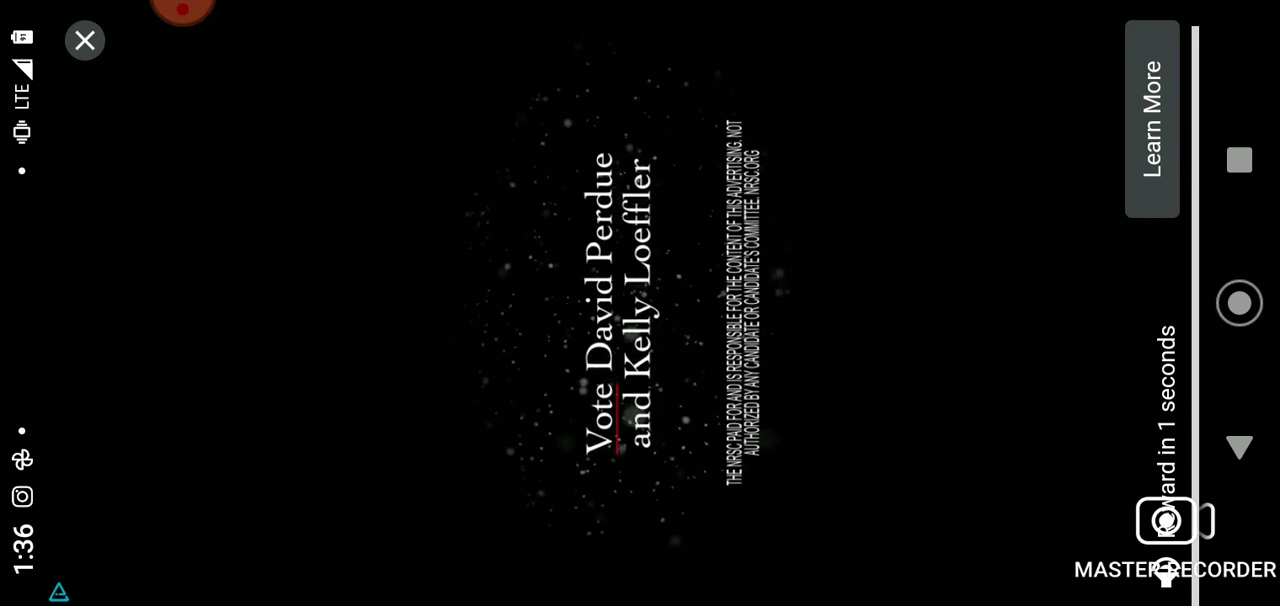 1:36
LTE
Vote David Perdue
and Kelly Loeffler
THE NRSC PAID FOR AND IS RESPONSIBLE FOR THE CONTENT OF THIS ADVERTISING. NOT
AUTHORIZED BY ANY CANDIDATE OR CANDIDATE'S COMMITTEE. NRSC.ORG
in 1 seconds
Learn More
MASTER RECORDER